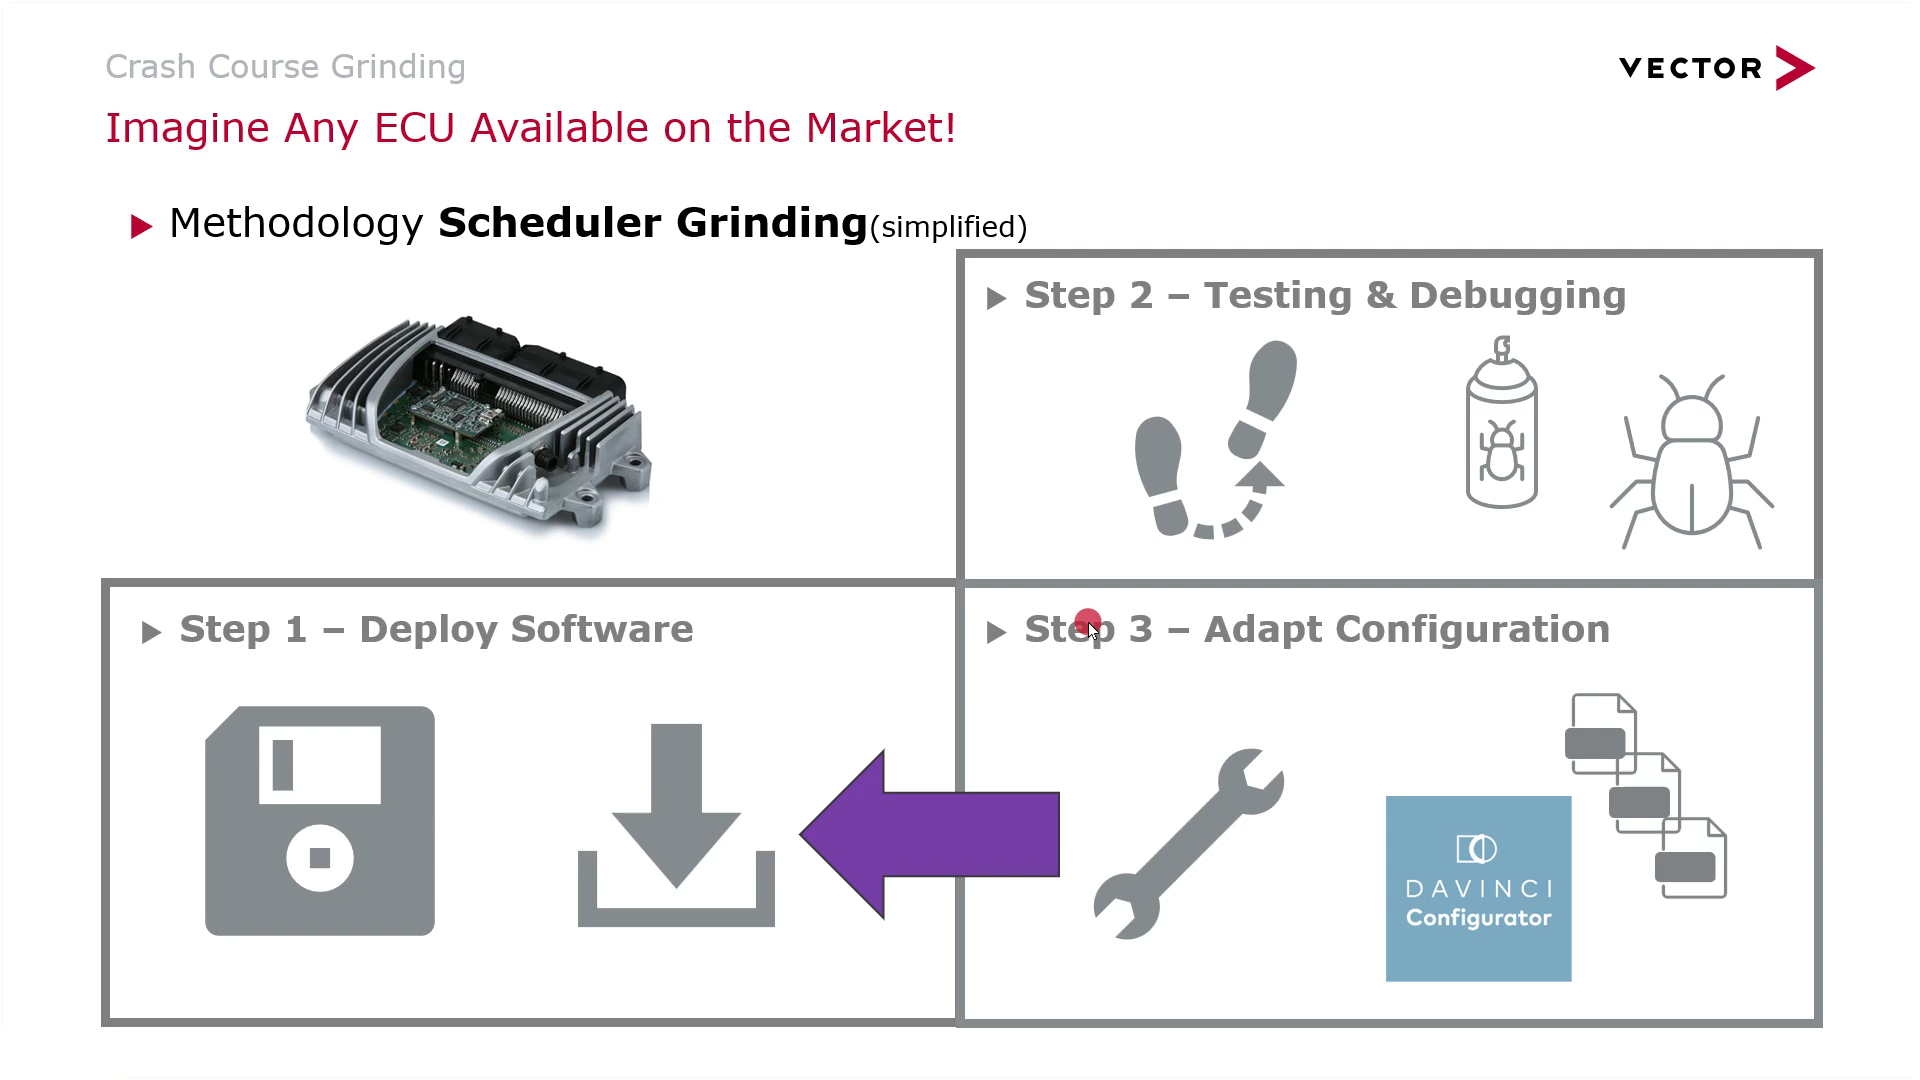 Crash Course Grinding
VECTOR
Imagine Any ECU Available on the Market!
Methodology Scheduler Grinding(simplified)
Step 2 – Testing & Debugging
Step 1 – Deploy Software
Step 3 – Adapt Configuration
DAVINCI
Configurator